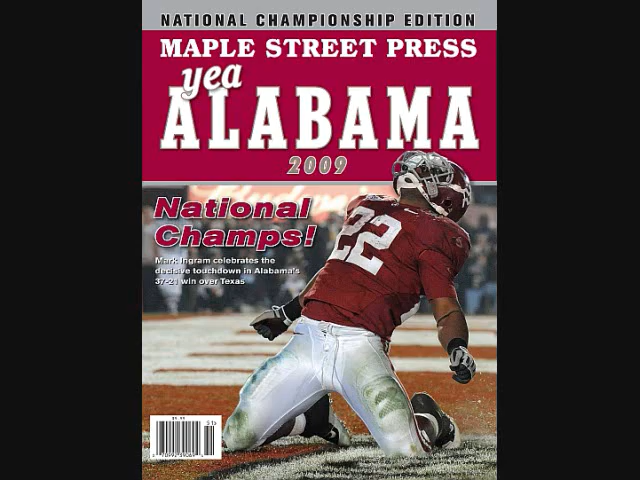 NATIONAL CHAMPIONSHIP EDITION
MAPLE STREET PRESS
yea
ALABAMA
2009
National
Champs!
Mark Ingram celebrates the
decisive touchdown in Alabama's
37-21 win over Texas
22
51>